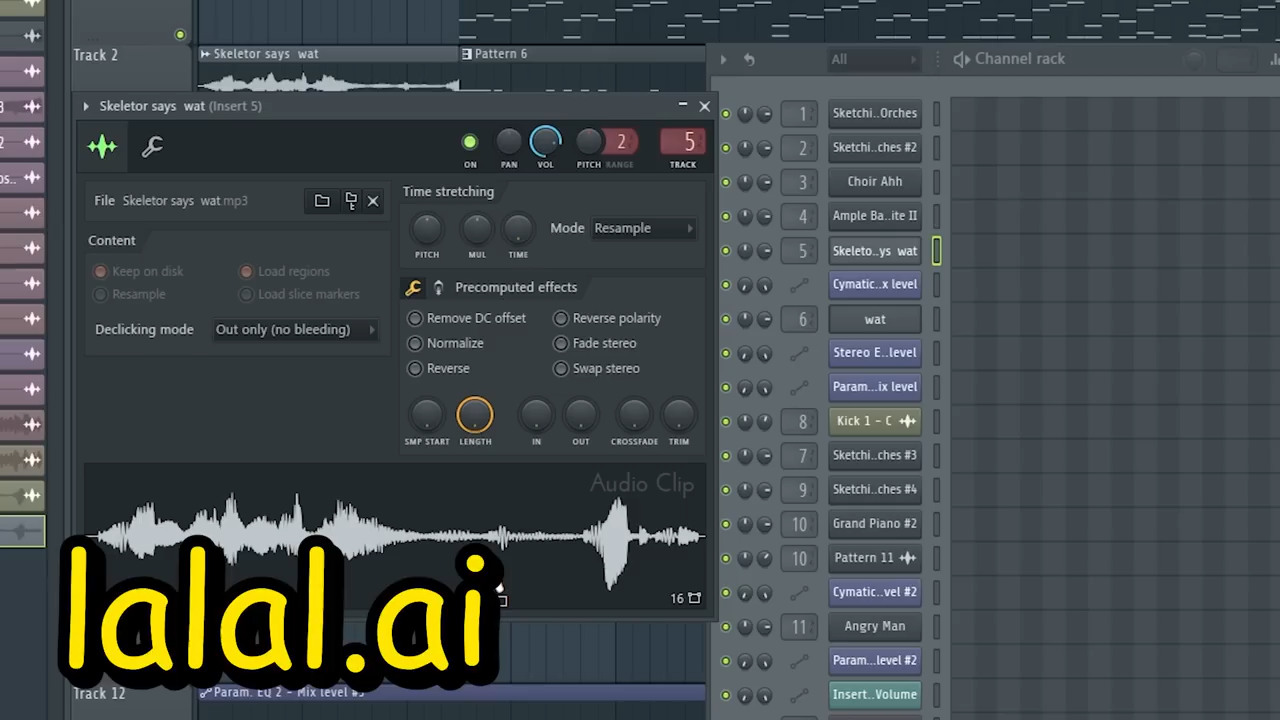 Track 2
Skeletor says wat
Pattern 6
All
Channel rack
Skeletor says wat (Insert 5)
ON
PAN
VOL
PITCH
2
RANGE
5
TRACK
File Skeletor says wat.mp3
Content
Keep on disk
Load regions
Resample
Load slice markers
Declicking mode
Out only (no bleeding)
Time stretching
PITCH
MUL
TIME
Mode
Resample
Precomputed effects
Remove DC offset
Reverse polarity
Normalize
Fade stereo
Reverse
Swap stereo
SMP START
LENGTH
IN
OUT
CROSSFADE
TRIM
Audio Clip
16
lalal.ai
Track 12
Param. EQ 2 - Mix level #3
1 Sketchi..Orches
2 Sketchi..ches #2
3 Choir Ahh
4 Ample Ba..ite II
5 Skeleto..ys wat
Cymatic..x level
6 wat
Stereo E..level
Param...ix level
8 Kick 1 - C
7 Sketchi..ches #3
9 Sketchi..ches #4
10 Grand Piano #2
10 Pattern 11
Cymatic..vel #2
11 Angry Man
Param...level #2
Insert..Volume